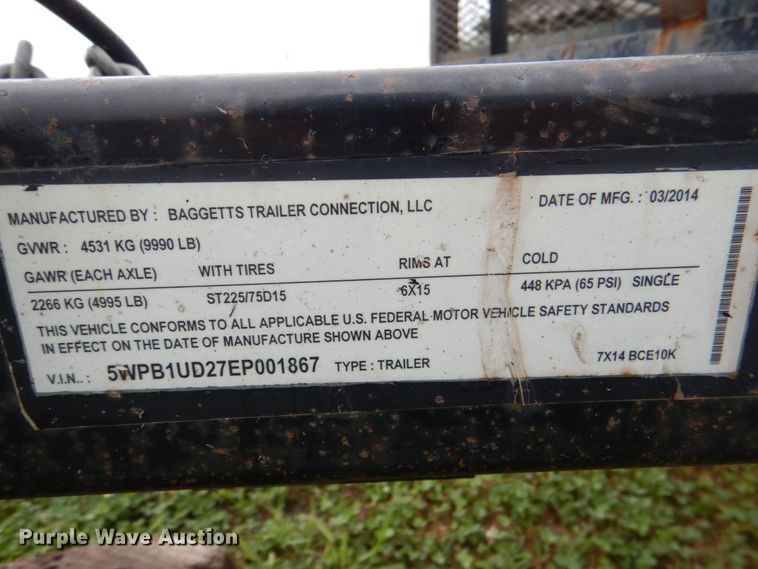 MANUFACTURED BY : BAGGETTS TRAILER CONNECTION, LLC DATE OF MFG. : 03/2014
GVWR : 4531 KG (9990 LB)
GAWR (EACH AXLE) WITH TIRES RIMS AT COLD
2266 KG (4995 LB) ST225/75D15 6X15 448 KPA (65 PSI) SINGLE
THIS VEHICLE CONFORMS TO ALL APPLICABLE U.S. FEDERAL MOTOR VEHICLE SAFETY STANDARDS
IN EFFECT ON THE DATE OF MANUFACTURE SHOWN ABOVE
V.I.N.. : 5WPB1UD27EP001867 TYPE : TRAILER 7X14 BCE10K
Purple Wave Auction